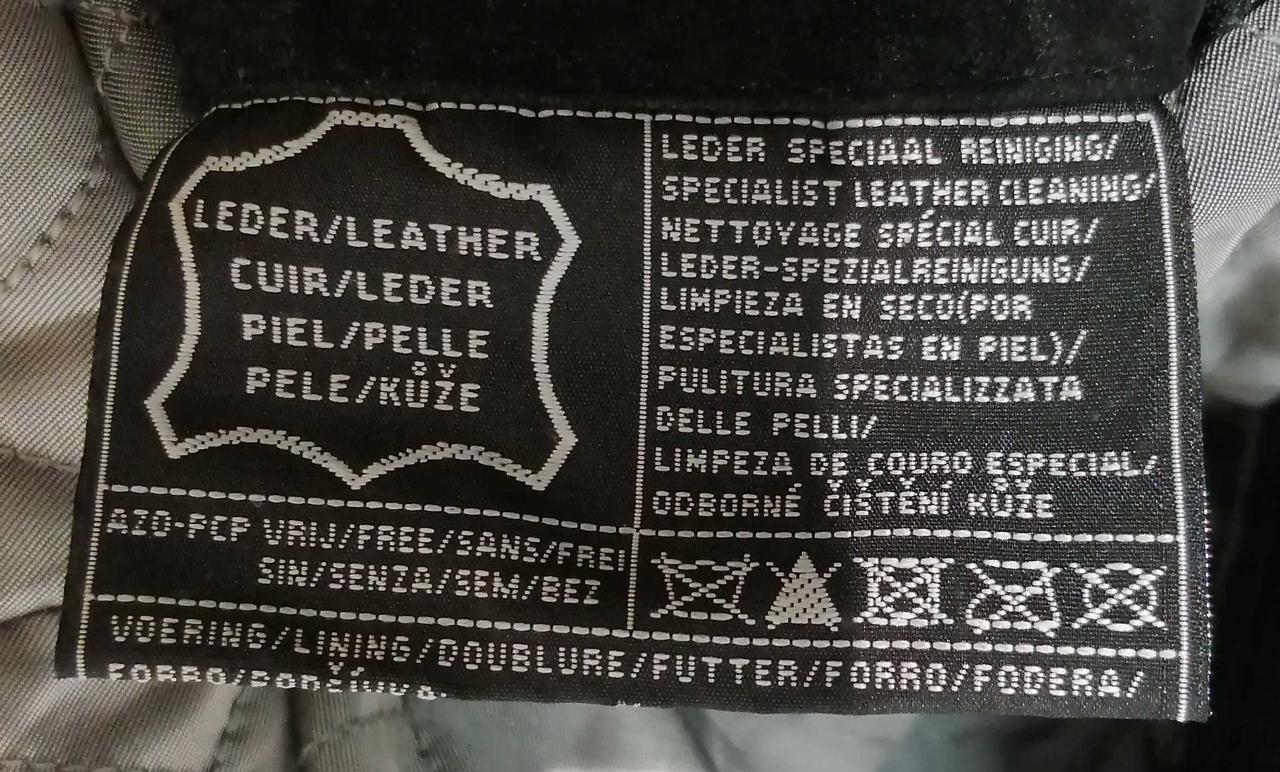 LEDER/LEATHER
CUIR/LEDER
PIEL/PELLE
PELE/KŮŽE
LEDER SPECIAAL REINIGING/
SPECIALIST LEATHER CLEANING/
NETTOYAGE SPÉCIAL CUIR/
LEDER-SPEZIALREINIGUNG/
LIMPIEZA EN SECO(POR
ESPECIALISTAS EN PIEL)/
PULITURA SPECIALIZZATA
DELLE PELLI/
LIMPEZA DE COURO ESPECIAL/
ODBORNÉ ČIŠTĚNÍ KŮŽE
AZO-PCP VRIJ/FREE/SANS/FREI
SIN/SENZA/SEM/BEZ
VOERING/LINING/DOUBLURE/FUTTER/FORRO/FODERA/
FORRO/PODŠÍVKA: